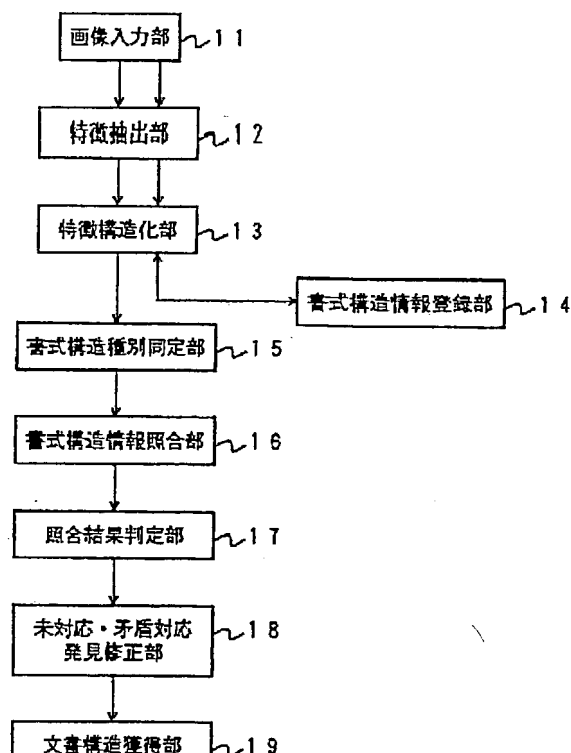 画像入力部 11
特徴抽出部 12
特徴構造化部 13
書式構造情報登録部 14
書式構造種別同定部 15
書式構造情報照合部 16
照合結果判定部 17
未対応・矛盾対応 18
発見修正部
文書構造獲得部 19